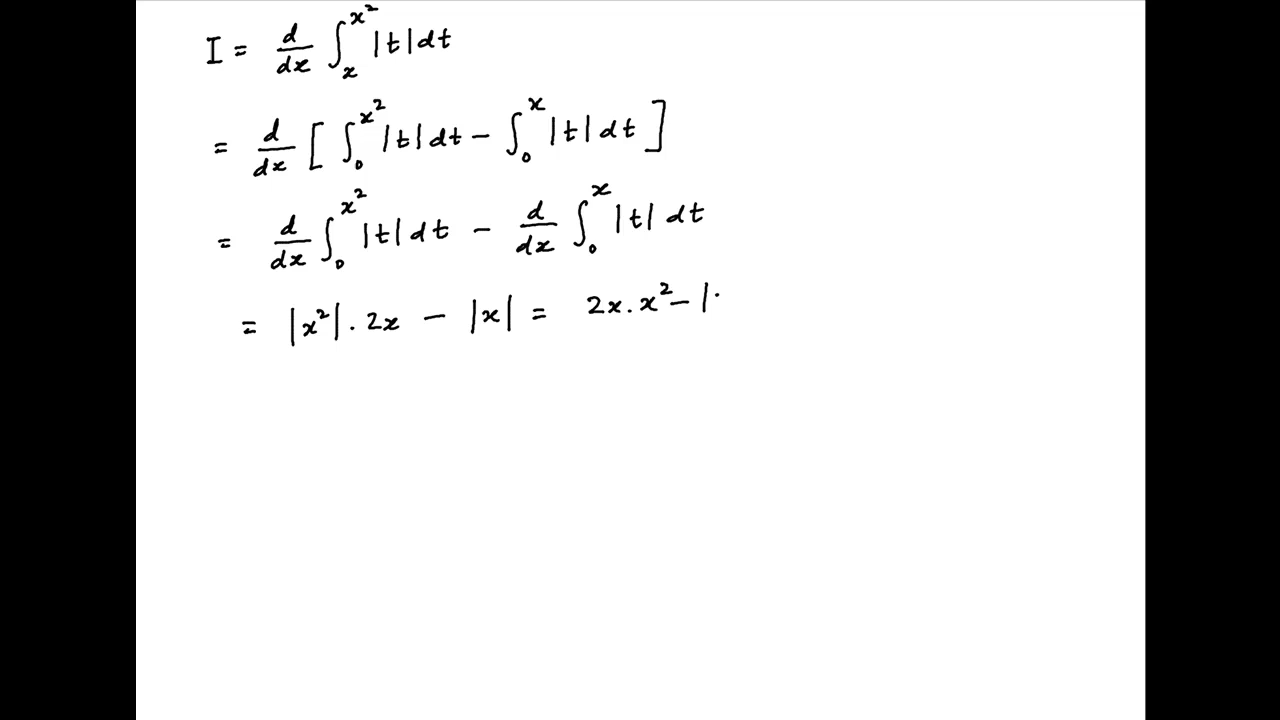 I = d/dx ∫_x^{x²} |t| dt
= d/dx [ ∫_0^{x²} |t| dt − ∫_0^x |t| dt ]
= d/dx ∫_0^{x²} |t| dt − d/dx ∫_0^x |t| dt
= |x²| · 2x − |x| = 2x · x² − |·